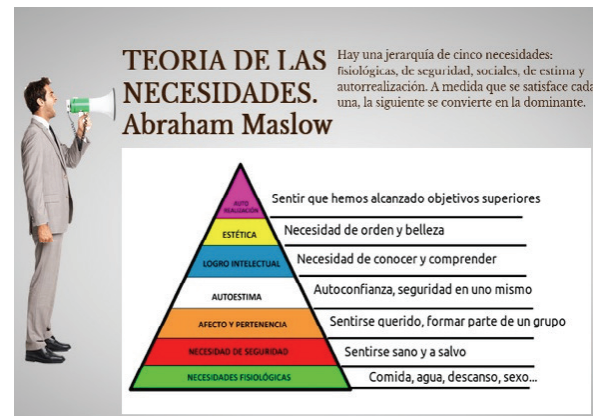 TEORIA DE LAS
NECESIDADES.
Abraham Maslow
Hay una jerarquía de cinco necesidades:
fisiológicas, de seguridad, sociales, de estima y
autorrealización. A medida que se satisface cada
una, la siguiente se convierte en la dominante.
AUTO
REALIZACIÓN
Sentir que hemos alcanzado objetivos superiores
ESTÉTICA
Necesidad de orden y belleza
LOGRO INTELECTUAL
Necesidad de conocer y comprender
AUTOESTIMA
Autoconfianza, seguridad en uno mismo
AFECTO Y PERTENENCIA
Sentirse querido, formar parte de un grupo
NECESIDAD DE SEGURIDAD
Sentirse sano y a salvo
NECESIDADES FISIOLÓGICAS
Comida, agua, descanso, sexo...